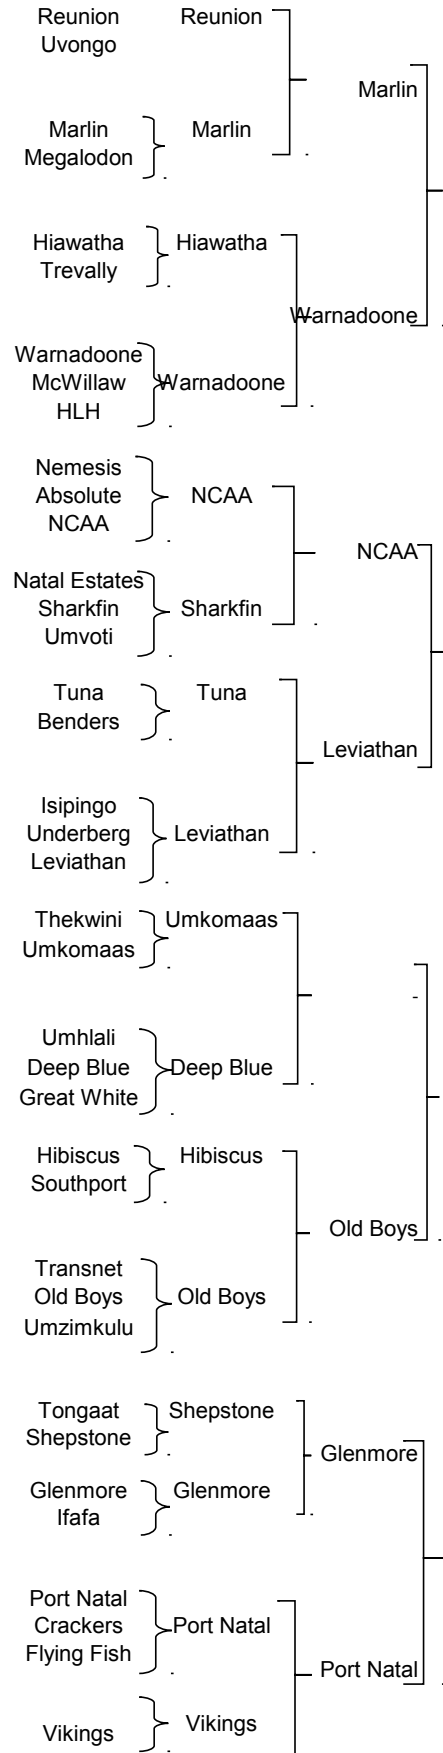 Reunion Reunion
Uvongo
Marlin
Marlin Marlin
Megalodon
Hiawatha Hiawatha
Trevally
Warnadoone
Warnadoone
McWillaw Warnadoone
HLH
Nemesis
Absolute NCAA
NCAA
NCAA
Natal Estates
Sharkfin Sharkfin
Umvoti
Tuna Tuna
Benders
Leviathan
Isipingo
Underberg Leviathan
Leviathan
Thekwini Umkomaas
Umkomaas
Umhlali
Deep Blue Deep Blue
Great White
Hibiscus Hibiscus
Southport
Old Boys
Transnet
Old Boys Old Boys
Umzimkulu
Tongaat Shepstone
Shepstone
Glenmore
Glenmore Glenmore
Ifafa
Port Natal
Crackers Port Natal
Flying Fish
Port Natal
Vikings Vikings